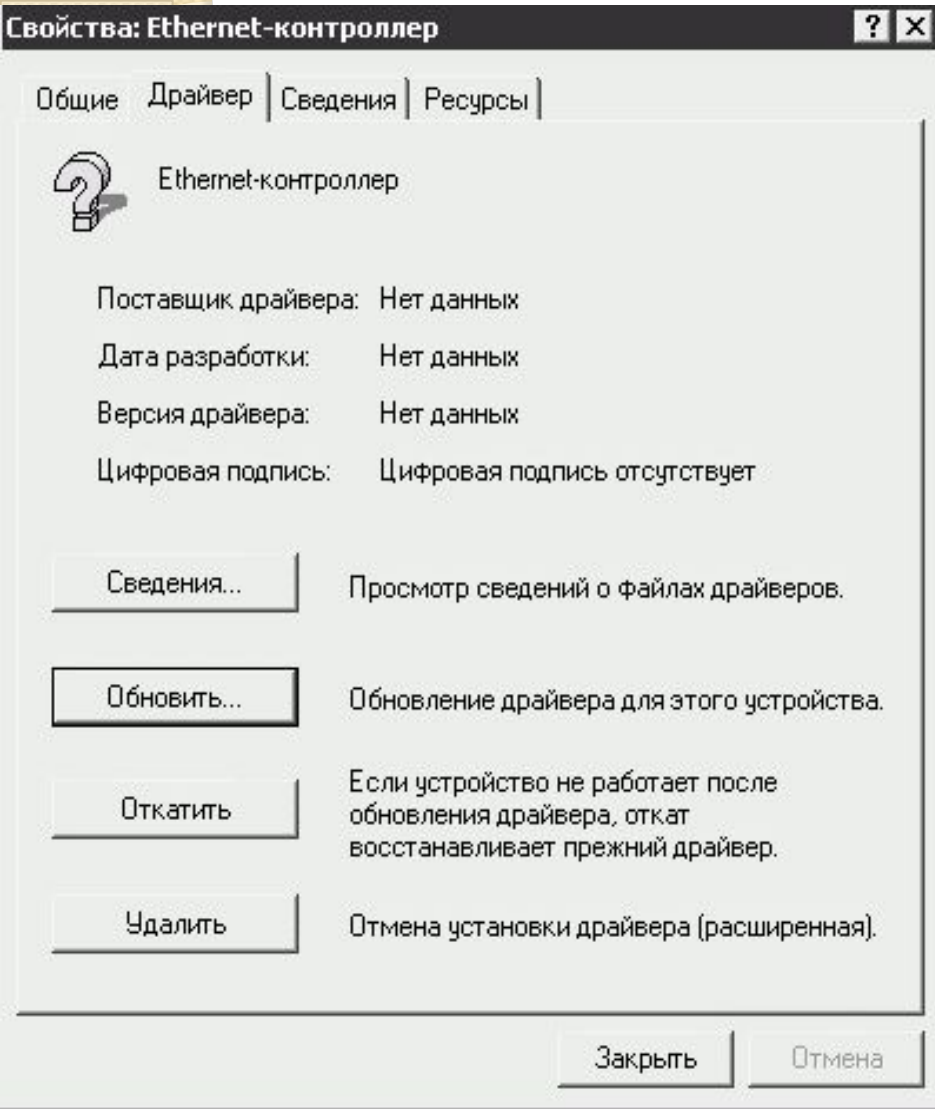 Свойства: Ethernet-контроллер
Общие Драйвер Сведения Ресурсы
Ethernet-контроллер
Поставщик драйвера: Нет данных
Дата разработки: Нет данных
Версия драйвера: Нет данных
Цифровая подпись: Цифровая подпись отсутствует
Сведения... Просмотр сведений о файлах драйверов.
Обновить... Обновление драйвера для этого устройства.
Откатить
Если устройство не работает после
обновления драйвера, откат
восстанавливает прежний драйвер.
Удалить Отмена установки драйвера (расширенная).
Закрыть Отмена